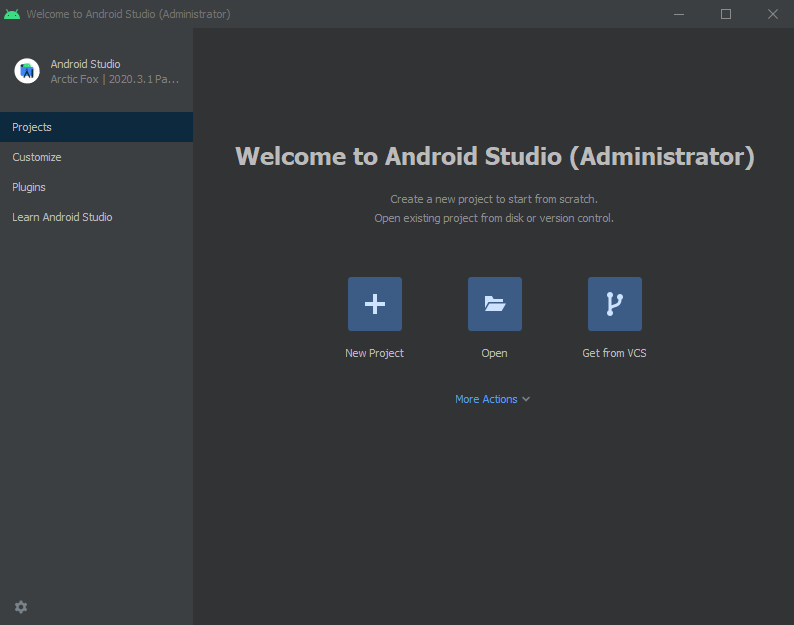 Welcome to Android Studio (Administrator)
Android Studio
Arctic Fox | 2020.3.1 Pa...
Projects
Customize
Plugins
Learn Android Studio
Welcome to Android Studio (Administrator)
Create a new project to start from scratch.
Open existing project from disk or version control.
New Project
Open
Get from VCS
More Actions